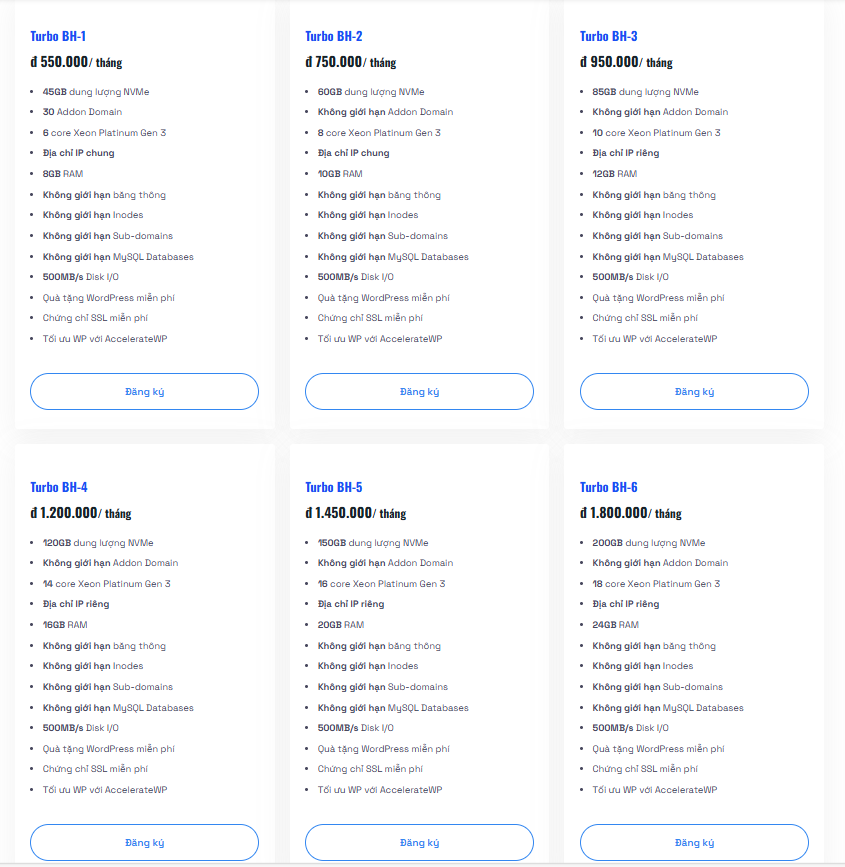 Turbo BH-1
đ 550.000/ tháng
45GB dung lượng NVMe
30 Addon Domain
6 core Xeon Platinum Gen 3
Địa chỉ IP chung
8GB RAM
Không giới hạn băng thông
Không giới hạn Inodes
Không giới hạn Sub-domains
Không giới hạn MySQL Databases
500MB/s Disk I/O
Quà tặng WordPress miễn phí
Chứng chỉ SSL miễn phí
Tối ưu WP với AccelerateWP
Đăng ký
Turbo BH-2
đ 750.000/ tháng
60GB dung lượng NVMe
Không giới hạn Addon Domain
8 core Xeon Platinum Gen 3
Địa chỉ IP chung
10GB RAM
Không giới hạn băng thông
Không giới hạn Inodes
Không giới hạn Sub-domains
Không giới hạn MySQL Databases
500MB/s Disk I/O
Quà tặng WordPress miễn phí
Chứng chỉ SSL miễn phí
Tối ưu WP với AccelerateWP
Đăng ký
Turbo BH-3
đ 950.000/ tháng
85GB dung lượng NVMe
Không giới hạn Addon Domain
10 core Xeon Platinum Gen 3
Địa chỉ IP riêng
12GB RAM
Không giới hạn băng thông
Không giới hạn Inodes
Không giới hạn Sub-domains
Không giới hạn MySQL Databases
500MB/s Disk I/O
Quà tặng WordPress miễn phí
Chứng chỉ SSL miễn phí
Tối ưu WP với AccelerateWP
Đăng ký
Turbo BH-4
đ 1.200.000/ tháng
120GB dung lượng NVMe
Không giới hạn Addon Domain
14 core Xeon Platinum Gen 3
Địa chỉ IP riêng
16GB RAM
Không giới hạn băng thông
Không giới hạn Inodes
Không giới hạn Sub-domains
Không giới hạn MySQL Databases
500MB/s Disk I/O
Quà tặng WordPress miễn phí
Chứng chỉ SSL miễn phí
Tối ưu WP với AccelerateWP
Đăng ký
Turbo BH-5
đ 1.450.000/ tháng
150GB dung lượng NVMe
Không giới hạn Addon Domain
16 core Xeon Platinum Gen 3
Địa chỉ IP riêng
20GB RAM
Không giới hạn băng thông
Không giới hạn Inodes
Không giới hạn Sub-domains
Không giới hạn MySQL Databases
500MB/s Disk I/O
Quà tặng WordPress miễn phí
Chứng chỉ SSL miễn phí
Tối ưu WP với AccelerateWP
Đăng ký
Turbo BH-6
đ 1.800.000/ tháng
200GB dung lượng NVMe
Không giới hạn Addon Domain
18 core Xeon Platinum Gen 3
Địa chỉ IP riêng
24GB RAM
Không giới hạn băng thông
Không giới hạn Inodes
Không giới hạn Sub-domains
Không giới hạn MySQL Databases
500MB/s Disk I/O
Quà tặng WordPress miễn phí
Chứng chỉ SSL miễn phí
Tối ưu WP với AccelerateWP
Đăng ký